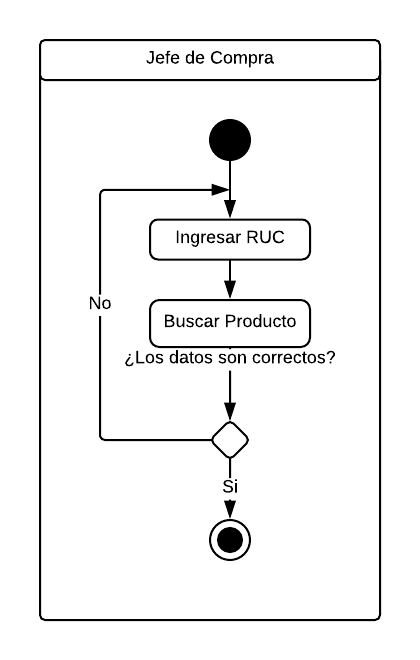 Jefe de Compra
Ingresar RUC
No
Buscar Producto
¿Los datos son correctos?
Si